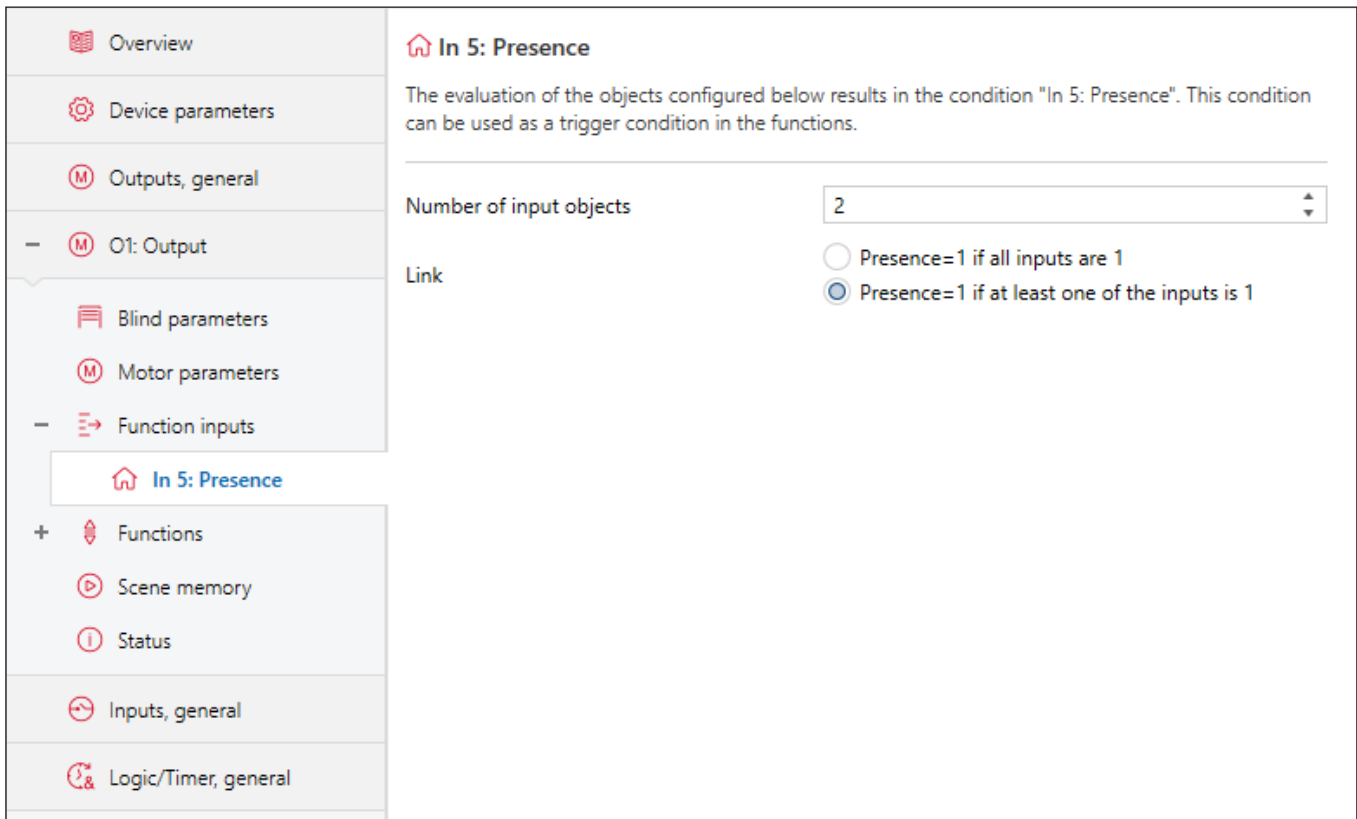 Overview
Device parameters
M Outputs, general
M O1: Output
Blind parameters
M Motor parameters
Function inputs
In 5: Presence
Functions
Scene memory
Status
Inputs, general
Logic/Timer, general
In 5: Presence
The evaluation of the objects configured below results in the condition "In 5: Presence". This condition
can be used as a trigger condition in the functions.
Number of input objects
2
Link
Presence=1 if all inputs are 1
Presence=1 if at least one of the inputs is 1